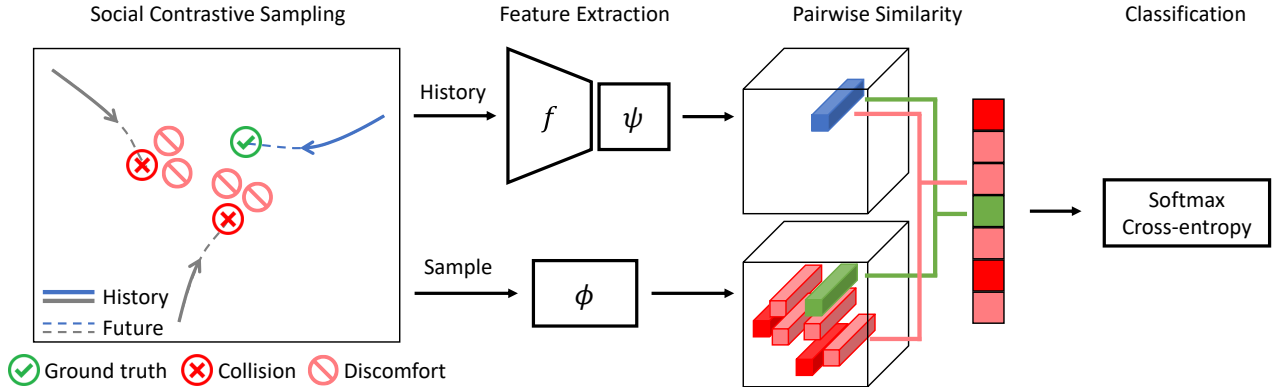 Social Contrastive Sampling
Feature Extraction
Pairwise Similarity
Classification
History
f
ψ
Softmax
Cross-entropy
Sample
ϕ
History
Future
Ground truth
Collision
Discomfort